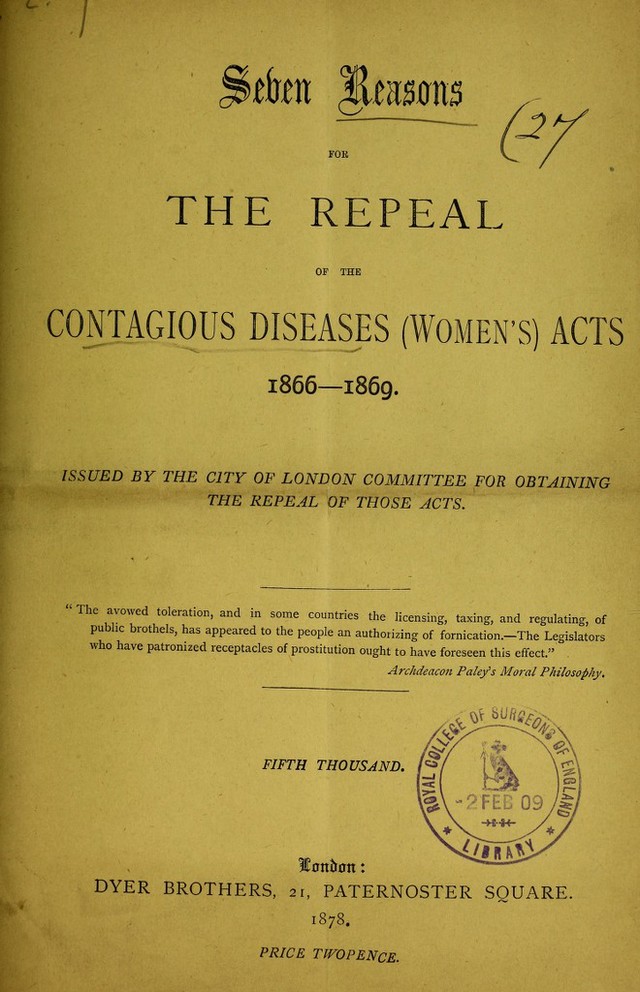 Seven Reasons
(27
FOR
THE REPEAL
OF THE
CONTAGIOUS DISEASES (WOMEN'S) ACTS
1866—1869.
ISSUED BY THE CITY OF LONDON COMMITTEE FOR OBTAINING
THE REPEAL OF THOSE ACTS.
"The avowed toleration, and in some countries the licensing, taxing, and regulating, of
public brothels, has appeared to the people an authorizing of fornication.—The Legislators
who have patronized receptacles of prostitution ought to have foreseen this effect."
Archdeacon Paley's Moral Philosophy.
FIFTH THOUSAND.
ROYAL COLLEGE OF SURGEONS OF ENGLAND
-2 FEB 09
LIBRARY
London:
DYER BROTHERS, 21, PATERNOSTER SQUARE.
1878.
PRICE TWOPENCE.